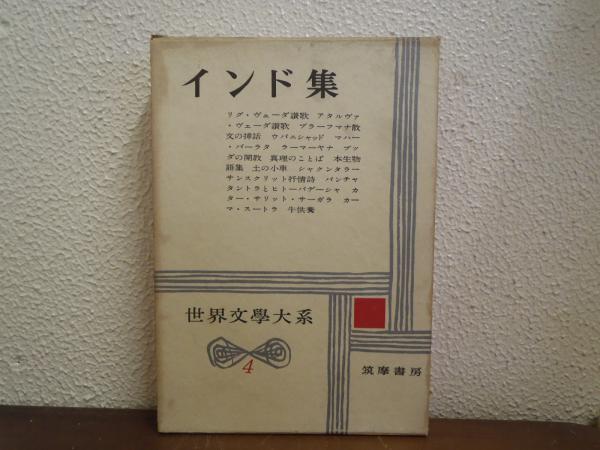 インド集
リグ・ヴェーダ讃歌　アタルヴァ
・ヴェーダ讃歌　ブラーフマナ散
文の挿話　ウパニシャッド　マハー
・バーラタ　ラーマーヤナ　ブッ
ダの開教　真理のことば　本生物
語集　土の小車　シャクンタラー
サンスクリット抒情詩　パンチャ
タントラとヒトーパデーシャ　カ
ター・サリット・サーガラ　カー
マ・スートラ　牛供養
世界文學大系
4
筑摩書房